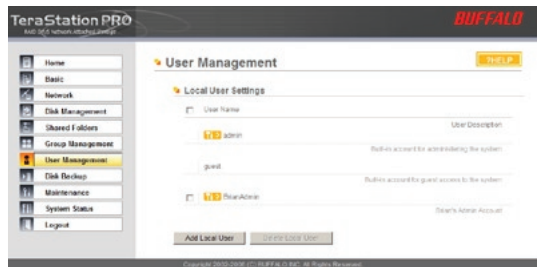 TeraStation PRO
BUFFALO
Home
Basic
Network
Disk Management
Shared Folders
Group Management
User Management
Disk Backup
Maintenance
System Status
Logout
User Management
HELP
Local User Settings
User Name
User Description
admin
Built-in account for administering the system
guest
Built-in account for guest access to the system
BrianAdmin
Brian's Admin Account
Add Local User
Delete Local User